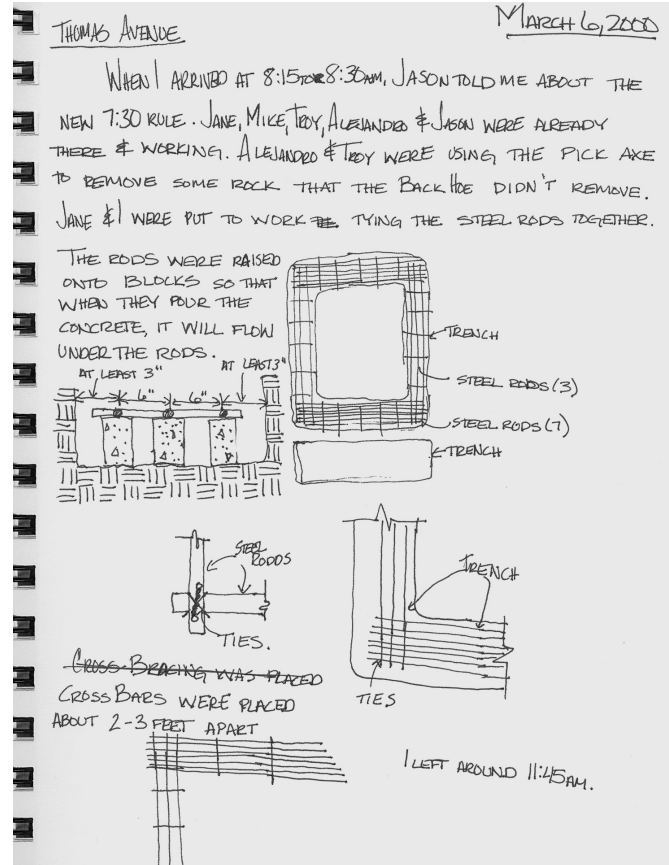 THOMAS AVENUE
MARCH 6, 2000
WHEN I ARRIVED AT 8:15 TO 8:30AM, JASON TOLD ME ABOUT THE
NEW 7:30 RULE. JANE, MIKE, TROY, ALEJANDRO & JASON WERE ALREADY
THERE & WORKING. ALEJANDRO & TROY WERE USING THE PICK AXE
TO REMOVE SOME ROCK THAT THE BACK HOE DIDN'T REMOVE.
JANE & I WERE PUT TO WORK TYING THE STEEL RODS TOGETHER.
THE RODS WERE RAISED
ONTO BLOCKS SO THAT
WHEN THEY POUR THE
CONCRETE, IT WILL FLOW
UNDER THE RODS.
AT LEAST 3" AT LEAST 3"
6" 6"
TRENCH
STEEL RODS (3)
STEEL RODS (7)
TRENCH
STEEL
RODDS
TIES.
TRENCH
TIES
CROSS-BRACING WAS PLACED
CROSS BARS WERE PLACED
ABOUT 2-3 FEET APART
I LEFT AROUND 11:45AM.